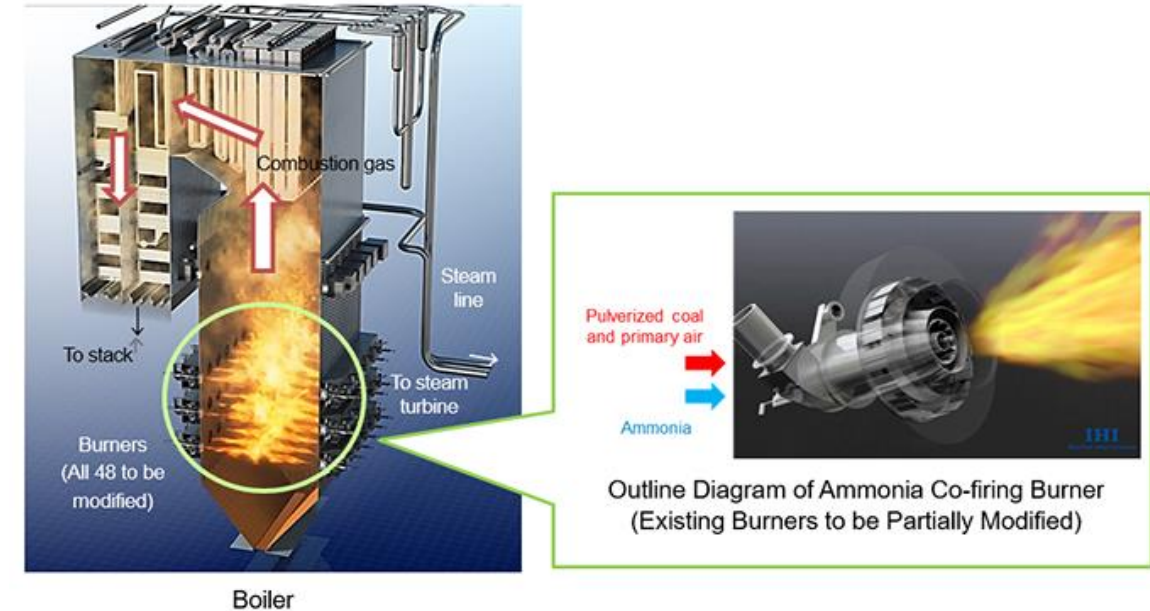 Combustion gas
Steam
line
To stack
To steam
turbine
Burners
(All 48 to be
modified)
Boiler
Pulverized coal
and primary air
Ammonia
IHI
Outline Diagram of Ammonia Co-firing Burner
(Existing Burners to be Partially Modified)